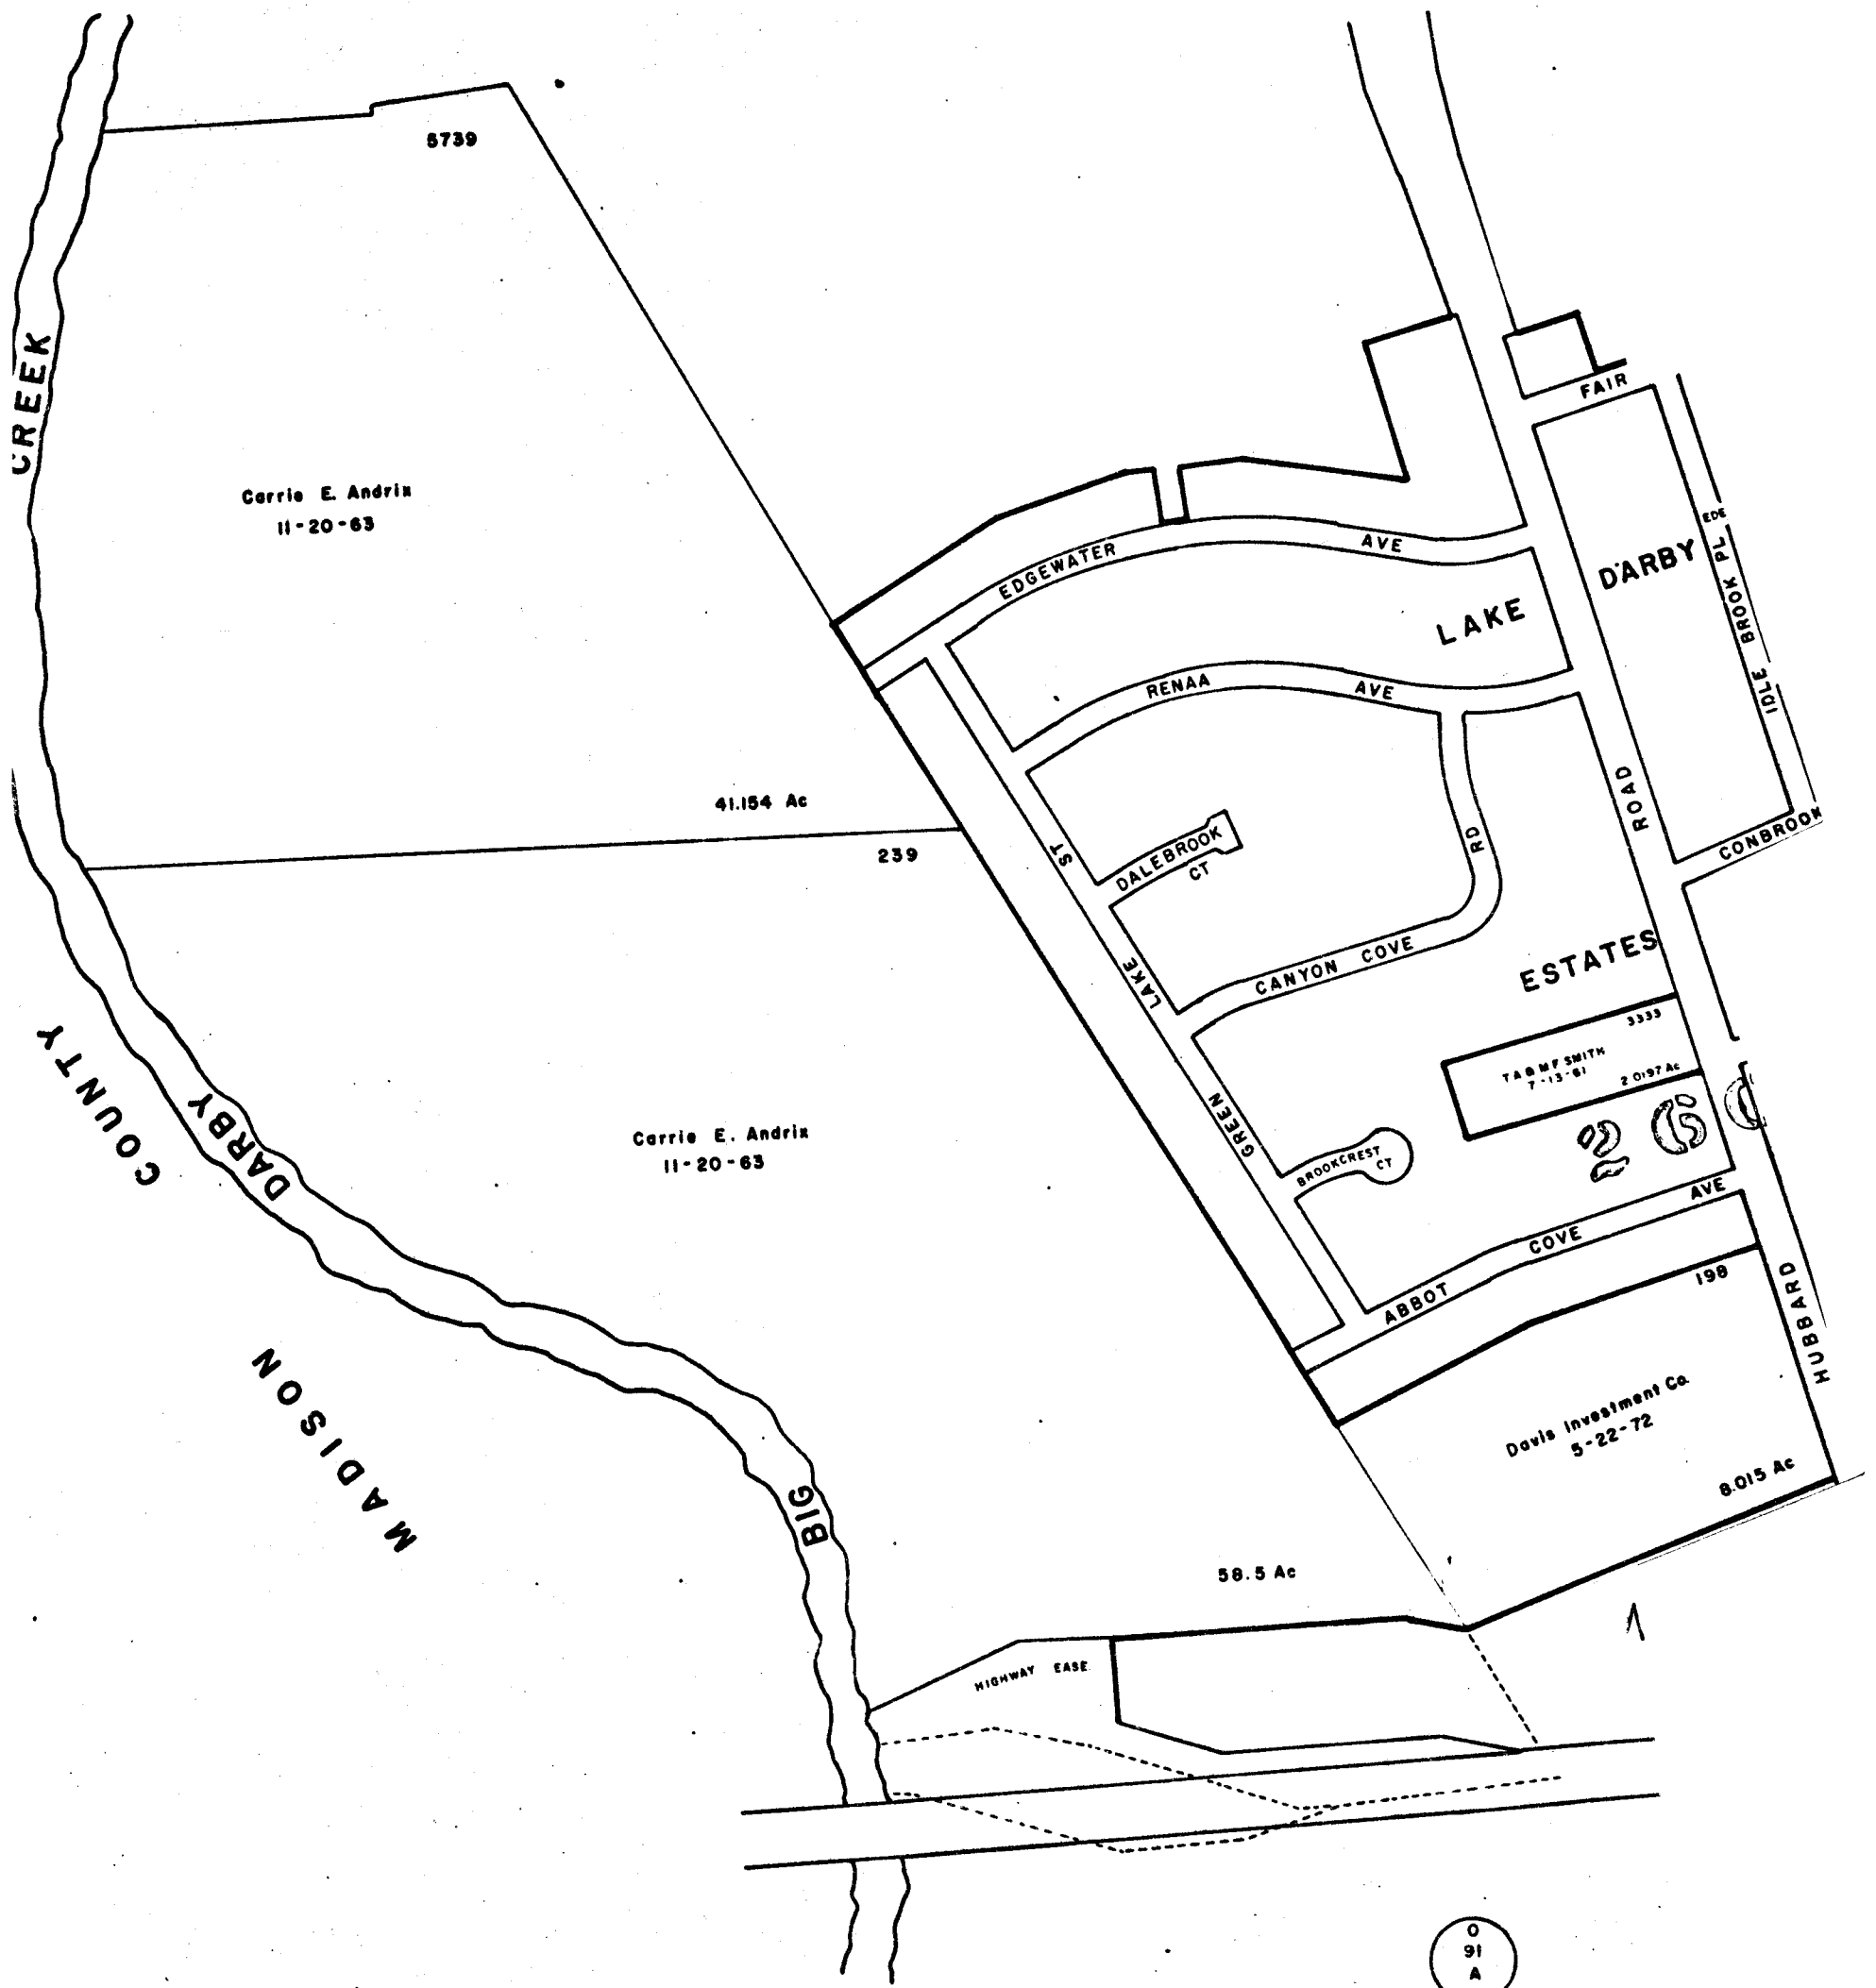 5739
CREEK
Carrie E. Andrix
11-20-63
41.154 Ac
239
Carrie E. Andrix
11-20-63
58.5 Ac
COUNTY
MADISON
DARBY
BIG
FAIR
EDGEWATER AVE
LAKE
DARBY
EDE
IDLE BROOK PL
RENAA AVE
ROAD
CONBROOK
ST
DALEBROOK
CT
RD
CANYON COVE
LAKE
ESTATES
3333
T A & M F SMITH
7-13-61
2.0197 Ac
GREEN
BROOKCREST
CT
260
ABBOT COVE AVE
198
HUBBARD
Davis Investment Co.
5-22-72
8.015 Ac
1
HIGHWAY EASE.
O
91
A